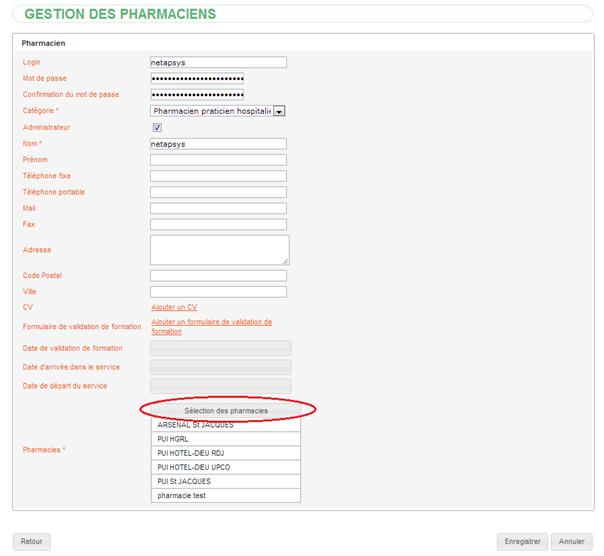 GESTION DES PHARMACIENS
Pharmacien
Login netapsys
Mot de passe ••••••••••••••••••••••
Confirmation du mot de passe ••••••••••••••••••••••
Catégorie * Pharmacien praticien hospitalie
Administrateur
Nom * netapsys
Prénom
Téléphone fixe
Téléphone portable
Mail
Fax
Adresse
Code Postal
Ville
CV Ajouter un CV
Formulaire de validation de formation Ajouter un formulaire de validation de
formation
Date de validation de formation
Date d'arrivée dans le service
Date de départ du service
Sélection des pharmacies
ARSENAL St JACQUES
PUI HGRL
PUI HOTEL-DIEU RDJ
Pharmacies *
PUI HOTEL-DIEU UPCO
PUI St JACQUES
pharmacie test
Retour Enregistrer Annuler